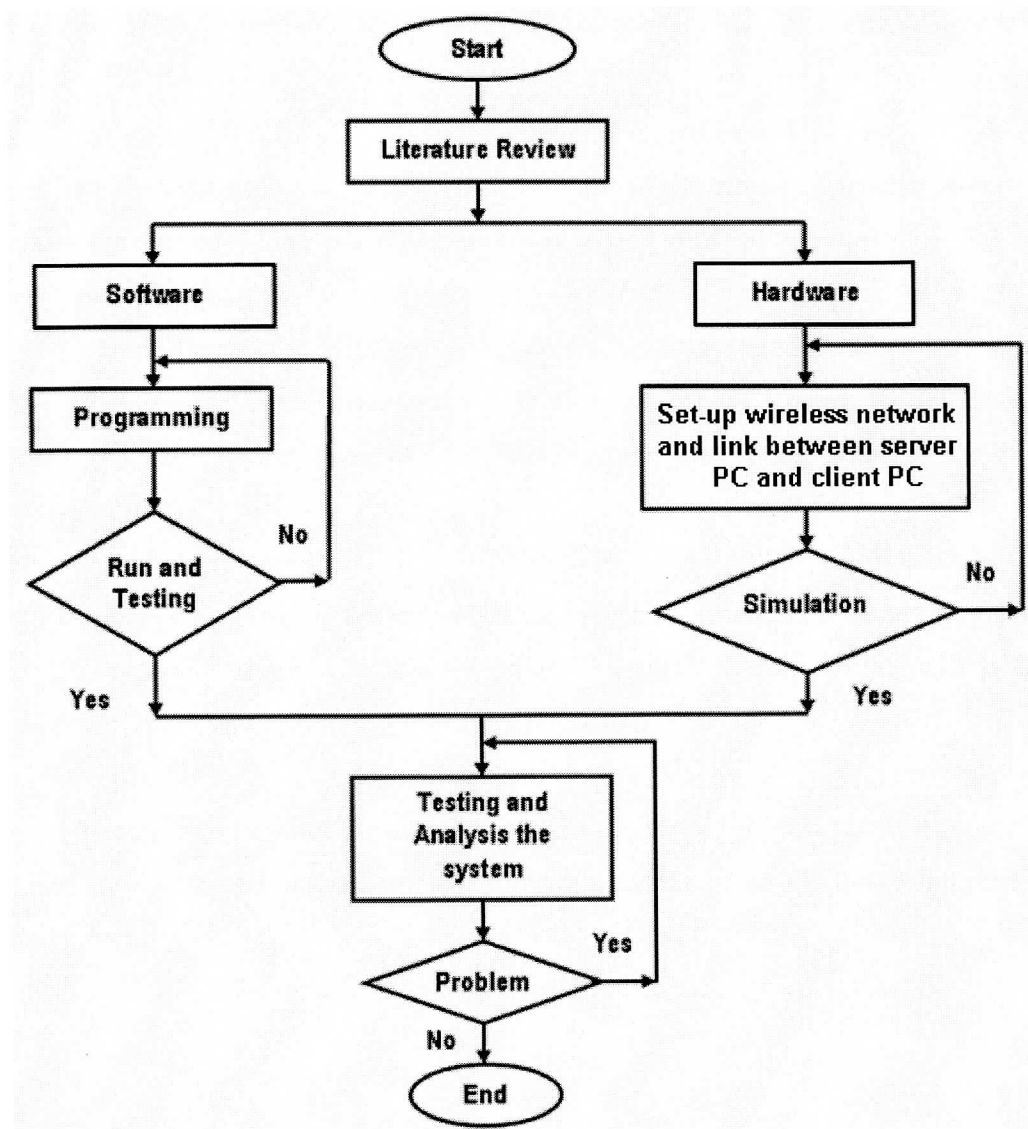 Start
Literature Review
Software
Hardware
Programming
Set-up wireless network
and link between server
PC and client PC
No
Run and
Testing
No
Simulation
Yes
Yes
Testing and
Analysis the
system
Yes
Problem
No
End